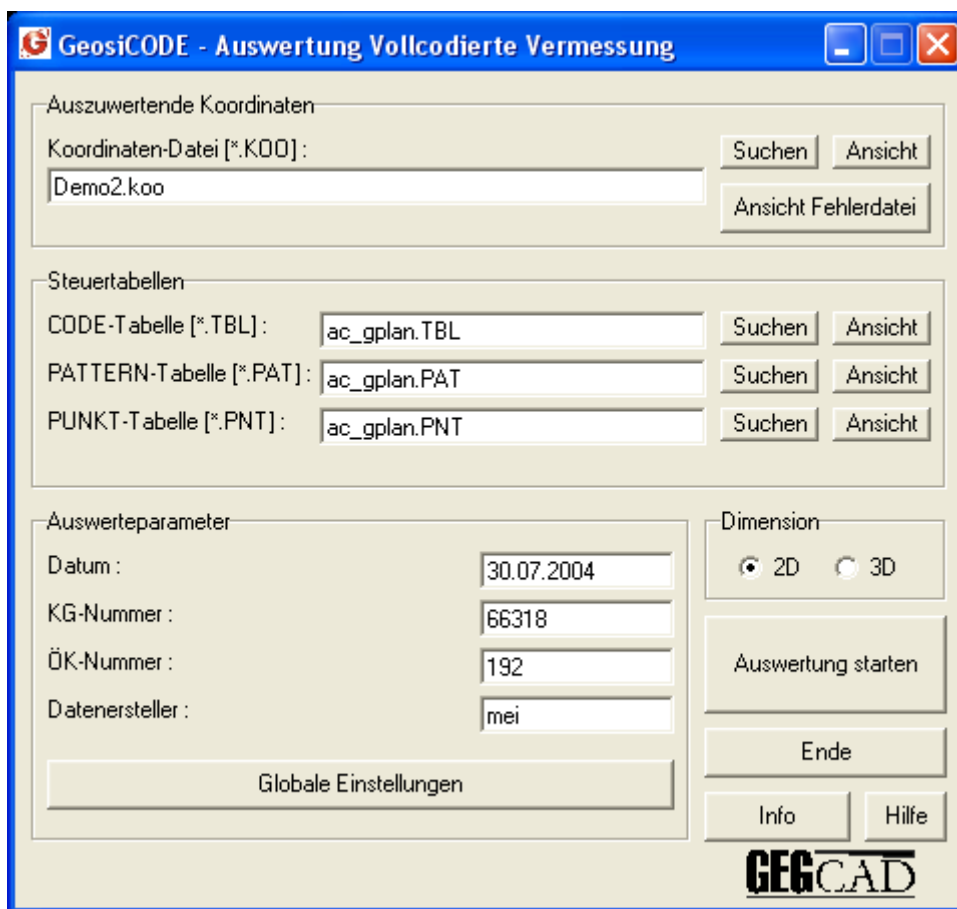 GeosiCODE - Auswertung Vollcodierte Vermessung
Auszuwertende Koordinaten
Koordinaten-Datei [*.KOO] :
Suchen Ansicht
Demo2.koo
Ansicht Fehlerdatei
Steuertabellen
CODE-Tabelle [*.TBL] : ac_gplan.TBL Suchen Ansicht
PATTERN-Tabelle [*.PAT] : ac_gplan.PAT Suchen Ansicht
PUNKT-Tabelle [*.PNT] : ac_gplan.PNT Suchen Ansicht
Auswerteparameter
Datum : 30.07.2004
KG-Nummer : 66318
ÖK-Nummer : 192
Datenersteller : mei
Globale Einstellungen
Dimension
2D 3D
Auswertung starten
Ende
Info Hilfe
GEGCAD